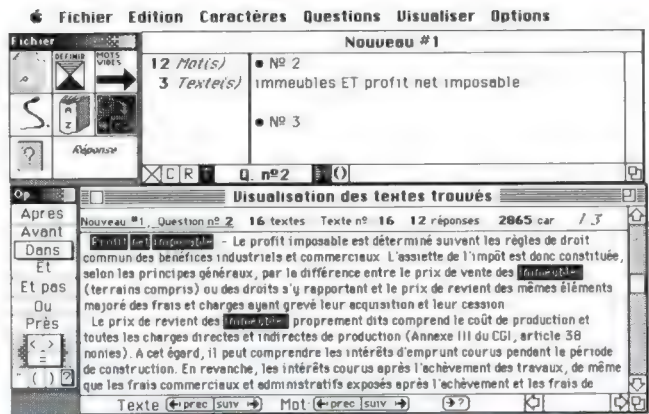 Fichier Edition Caractères Questions Visualiser Options
Fichier
Nouveau #1
DEFINIR
MOTS VIDES
A
Z
Réponse
12 Mot(s)
3 Texte(s)
• Nº 2
immeubles ET profit net imposable
• Nº 3
C R Q. nº2 ()
Op
Apres
Avant
Dans
Et
Et pas
Ou
Près
< >
=
( ) ?
Visualisation des textes trouvés
Nouveau #1 Question nº 2 16 textes Texte nº 16 12 réponses 2865 car 13
Profit net imposable - Le profit imposable est déterminé suivant les règles de droit
commun des bénéfices industriels et commerciaux L'assiette de l'impôt est donc constituée,
selon les principes généraux, par la différence entre le prix de vente des immeubles
(terrains compris) ou des droits s'y rapportant et le prix de revient des mêmes éléments
majoré des frais et charges ayant grevé leur acquisition et leur cession
Le prix de revient des immeubles proprement dits comprend le coût de production et
toutes les charges directes et indirectes de production (Annexe III du CGI, article 38
nonies). A cet égard, il peut comprendre les intérêts d'emprunt courus pendant la période
de construction. En revanche, les intérêts courus après l'achèvement des travaux, de même
que les frais commerciaux et administratifs exposés après l'achèvement et les frais de
Texte prec suiv Mot prec suiv ?